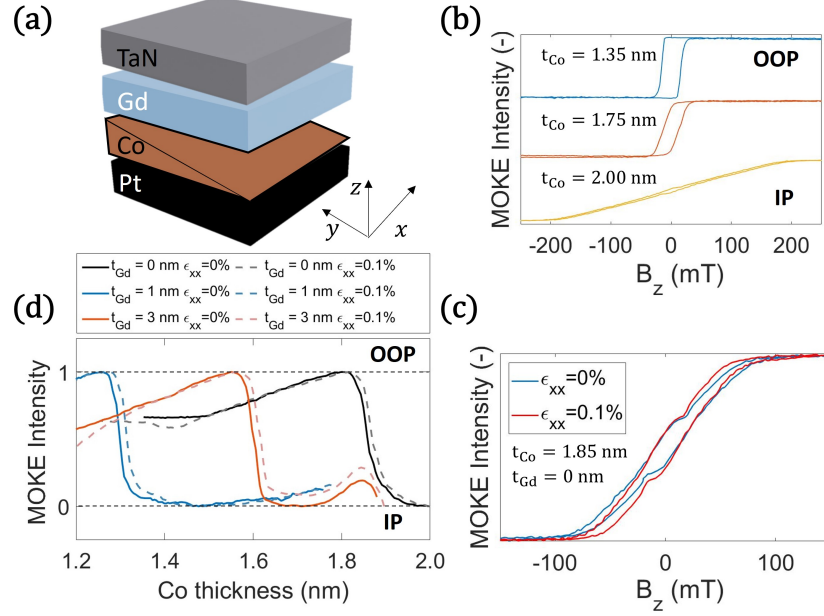 (a)
TaN
Gd
Co
Pt
z
y
x
(b)
MOKE Intensity (-)
t_Co = 1.35 nm
OOP
t_Co = 1.75 nm
t_Co = 2.00 nm
IP
-200 -100 0 100 200
B_z (mT)
t_Gd = 0 nm ϵ_xx=0% t_Gd = 0 nm ϵ_xx=0.1%
t_Gd = 1 nm ϵ_xx=0% t_Gd = 1 nm ϵ_xx=0.1%
t_Gd = 3 nm ϵ_xx=0% t_Gd = 3 nm ϵ_xx=0.1%
(d)
MOKE Intensity
OOP
1
0
IP
1.2 1.4 1.6 1.8 2.0
Co thickness (nm)
(c)
MOKE Intensity (-)
ϵ_xx=0%
ϵ_xx=0.1%
t_Co = 1.85 nm
t_Gd = 0 nm
-100 0 100
B_z (mT)